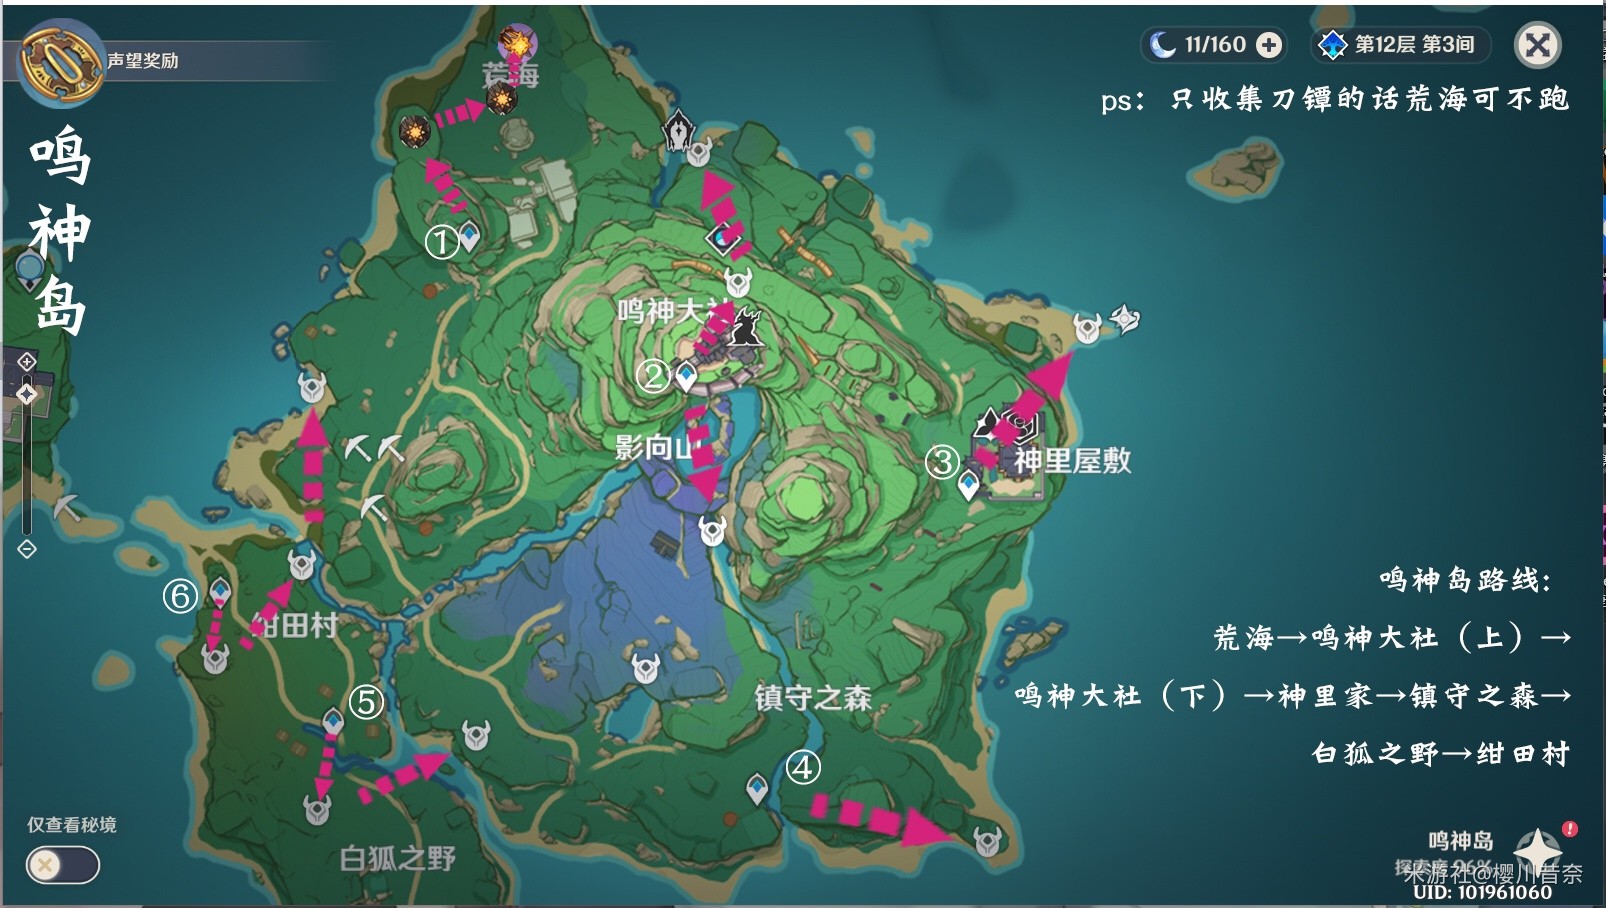 声望奖励
11/160
第12层 第3间
ps：只收集刀镡的话荒海可不跑
鸣神岛
荒海
①
鸣神大社
②
影向山
③
神里屋敷
⑥
绀田村
⑤
镇守之森
④
白狐之野
鸣神岛路线：
荒海→鸣神大社（上）→
鸣神大社（下）→神里家→镇守之森→
白狐之野→绀田村
仅查看秘境
鸣神岛
探索度 96%
米游社@樱川昔奈
UID: 101961060